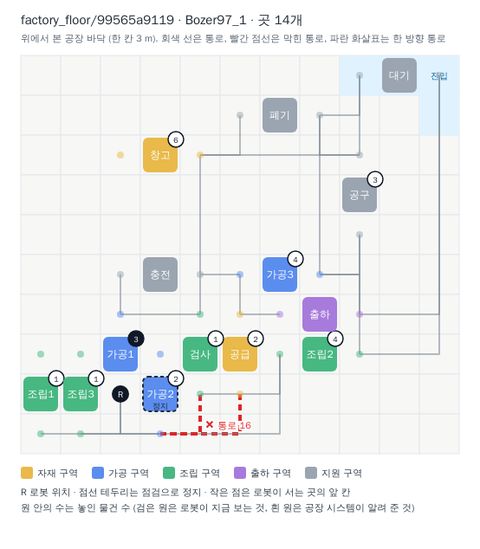 factory_floor/99565a9119 · Bozer97_1 · 곳 14개
위에서 본 공장 바닥 (한 칸 3 m). 회색 선은 통로, 빨간 점선은 막힌 통로, 파란 화살표는 한 방향 통로
대기
전립
폐기
6
창고
3
공구
4
충전
가공3
출하
3
1
2
4
가공1
검사
공급
조립2
1
1
2
조립1
조립3
R
가공2
정지
✕ 통로16
자재 구역
가공 구역
조립 구역
출하 구역
지원 구역
R 로봇 위치 · 점선 테두리는 점검으로 정지 · 작은 점은 로봇이 서는 곳의 앞 칸
원 안의 수는 놓인 물건 수 (검은 원은 로봇이 지금 보는 것, 흰 원은 공장 시스템이 알려 준 것)